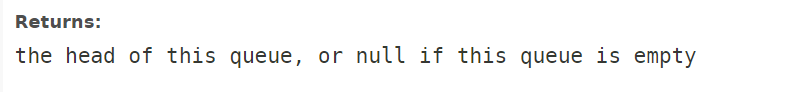 Returns:
the head of this queue, or null if this queue is empty